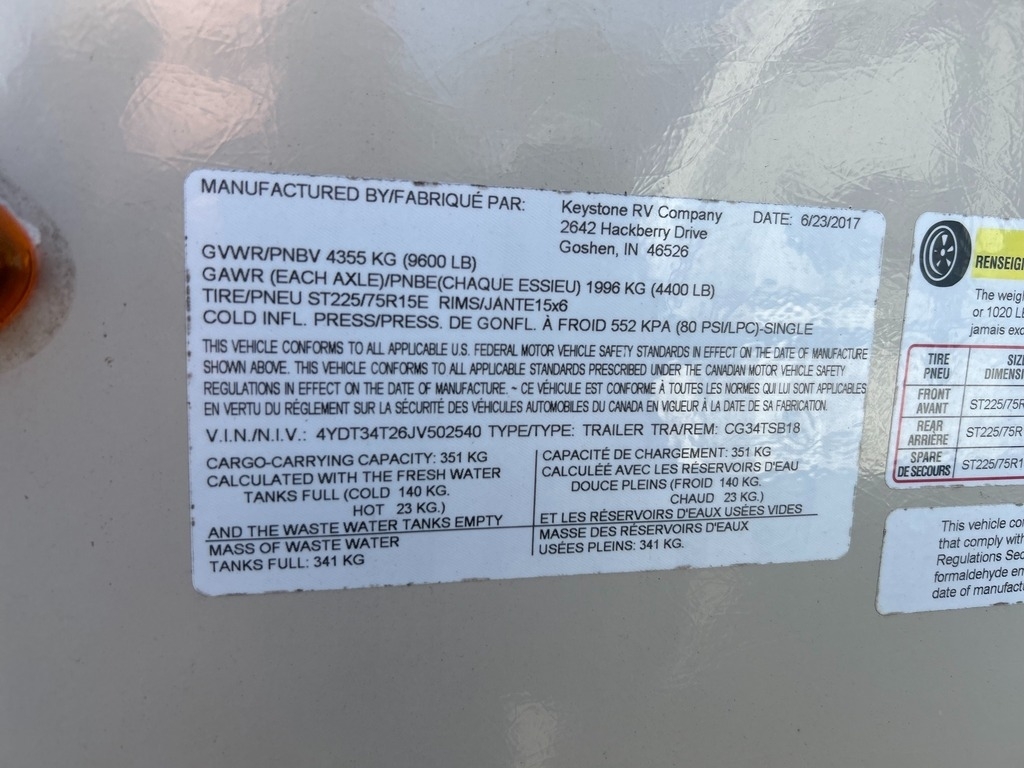 MANUFACTURED BY/FABRIQUÉ PAR:
Keystone RV Company
2642 Hackberry Drive
Goshen, IN 46526
DATE: 6/23/2017
GVWR/PNBV 4355 KG (9600 LB)
GAWR (EACH AXLE)/PNBE(CHAQUE ESSIEU) 1996 KG (4400 LB)
TIRE/PNEU ST225/75R15E RIMS/JANTE15x6
COLD INFL. PRESS/PRESS. DE GONFL. À FROID 552 KPA (80 PSI/LPC)-SINGLE
THIS VEHICLE CONFORMS TO ALL APPLICABLE U.S. FEDERAL MOTOR VEHICLE SAFETY STANDARDS IN EFFECT ON THE DATE OF MANUFACTURE
SHOWN ABOVE. THIS VEHICLE CONFORMS TO ALL APPLICABLE STANDARDS PRESCRIBED UNDER THE CANADIAN MOTOR VEHICLE SAFETY
REGULATIONS IN EFFECT ON THE DATE OF MANUFACTURE. - CE VÉHICULE EST CONFORME À TOUTES LES NORMES QUI LUI SONT APPLICABLES
EN VERTU DU RÉGLEMENT SUR LA SÉCURITÉ DES VÉHICULES AUTOMOBILES DU CANADA EN VIGUEUR À LA DATE DE SA FABRICATION.
V.I.N./N.I.V.: 4YDT34T26JV502540 TYPE/TYPE: TRAILER TRA/REM: CG34TSB18
CARGO-CARRYING CAPACITY: 351 KG
CALCULATED WITH THE FRESH WATER
TANKS FULL (COLD 140 KG.
HOT 23 KG.)
AND THE WASTE WATER TANKS EMPTY
MASS OF WASTE WATER
TANKS FULL: 341 KG
CAPACITÉ DE CHARGEMENT: 351 KG
CALCULÉE AVEC LES RÉSERVOIRS D'EAU
DOUCE PLEINS (FROID 140 KG.
CHAUD 23 KG.)
ET LES RÉSERVOIRS D'EAUX USÉES VIDES
MASSE DES RÉSERVOIRS D'EAUX
USÉES PLEINS: 341 KG.
RENSEIG
The weigh
or 1020 L
jamais exc
TIRE SIZE
PNEU DIMENSI
FRONT
AVANT ST225/75R
REAR
ARRIÈRE ST225/75R
SPARE
DE SECOURS ST225/75R1
This vehicle co
that comply with
Regulations Sec
formaldehyde em
date of manufact